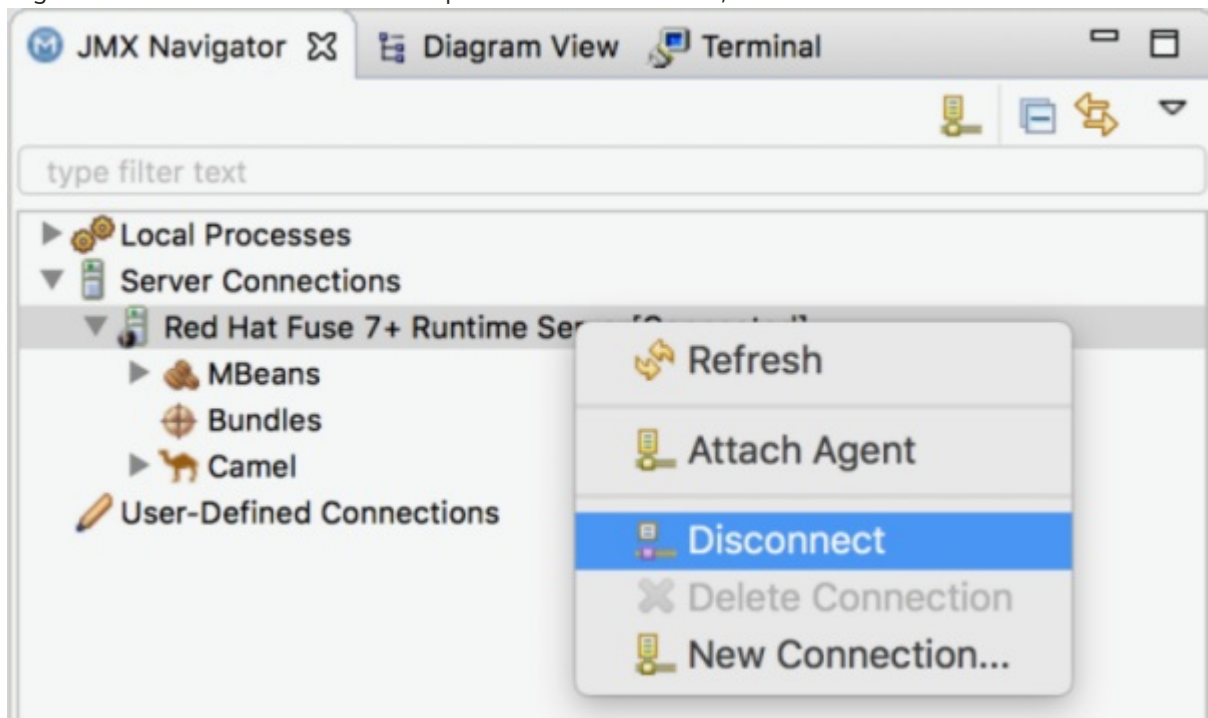 JMX Navigator Diagram View Terminal
type filter text
Local Processes
Server Connections
Red Hat Fuse 7+ Runtime
MBeans
Bundles
Camel
User-Defined Connections
Refresh
Attach Agent
Disconnect
Delete Connection
New Connection...